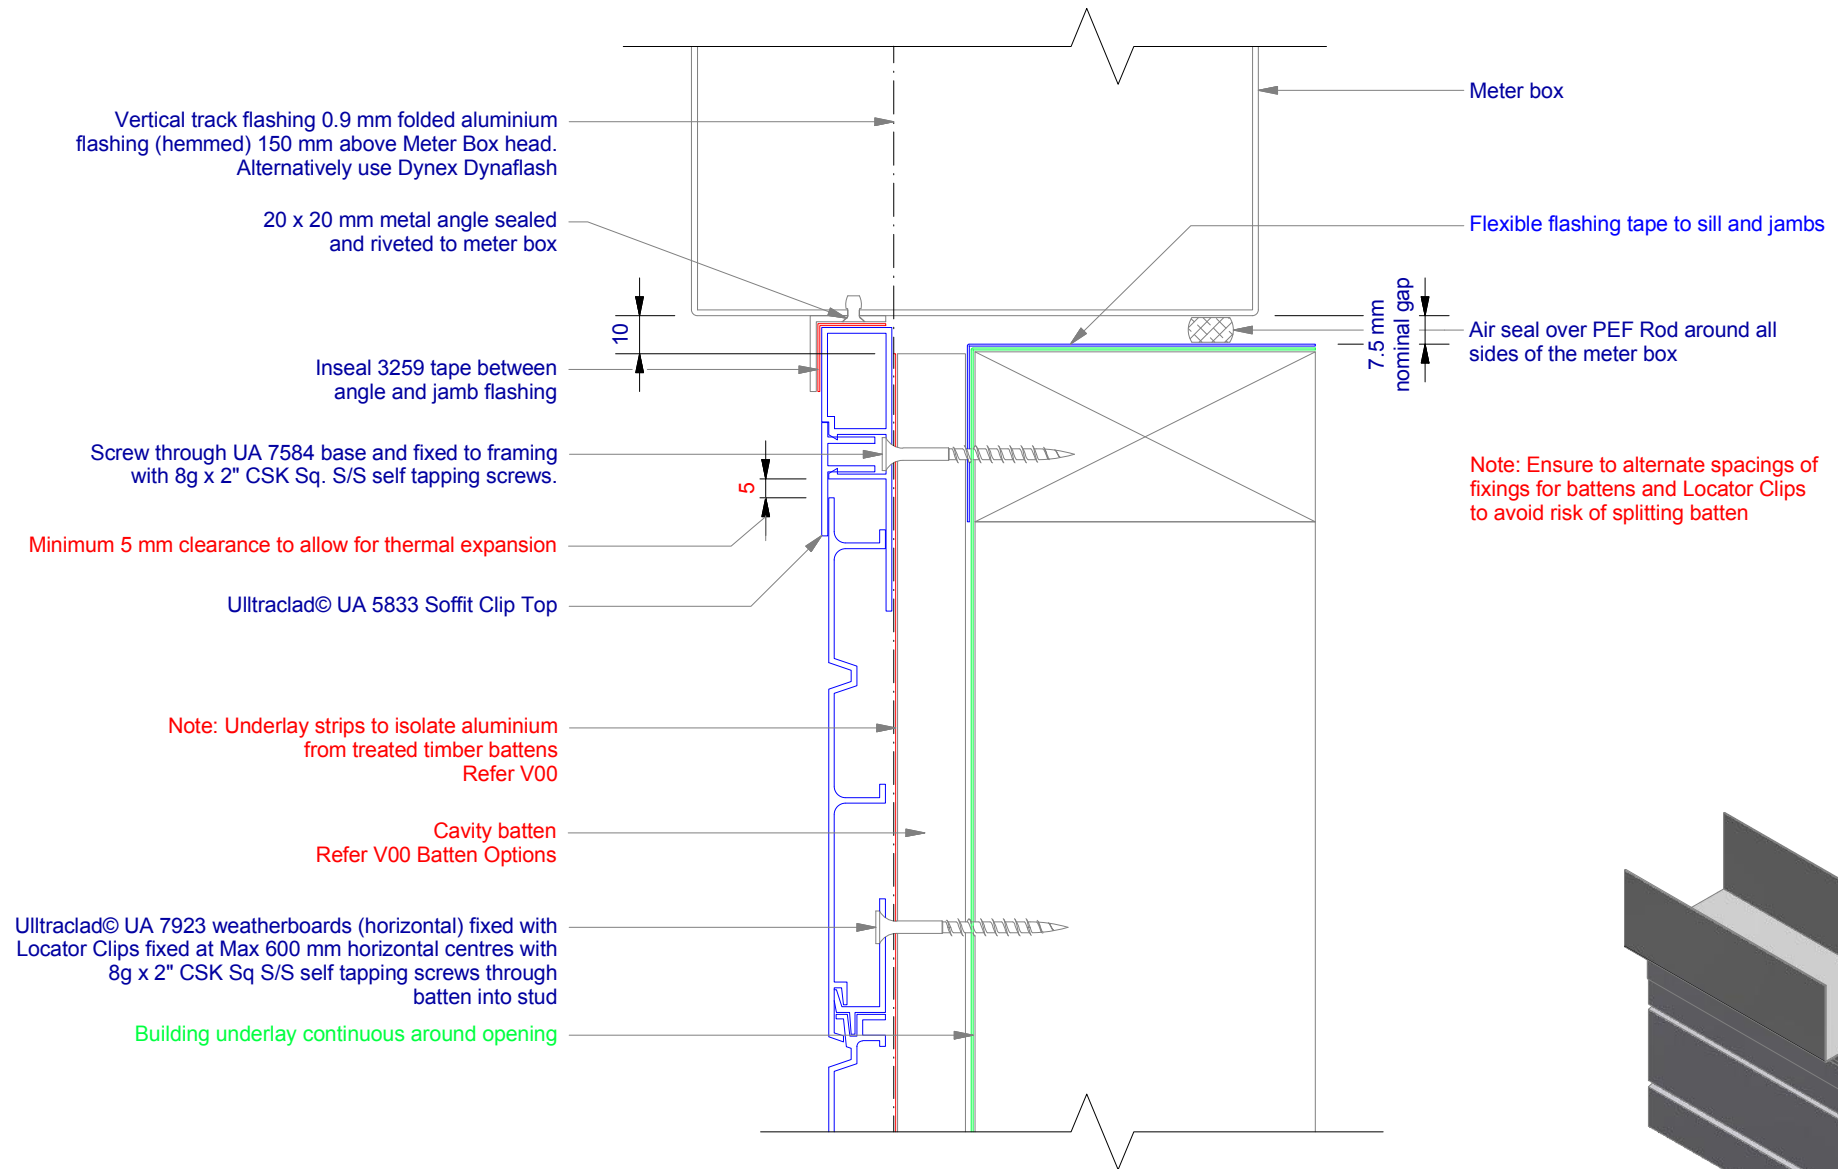 Vertical track flashing 0.9 mm folded aluminium
flashing (hemmed) 150 mm above Meter Box head.
Alternatively use Dynex Dynaflash
20 x 20 mm metal angle sealed
and riveted to meter box
10
Inseal 3259 tape between
angle and jamb flashing
Screw through UA 7584 base and fixed to framing
with 8g x 2" CSK Sq. S/S self tapping screws.
5
Minimum 5 mm clearance to allow for thermal expansion
Ulltraclad© UA 5833 Soffit Clip Top
Note: Underlay strips to isolate aluminium
from treated timber battens
Refer V00
Cavity batten
Refer V00 Batten Options
Ulltraclad© UA 7923 weatherboards (horizontal) fixed with
Locator Clips fixed at Max 600 mm horizontal centres with
8g x 2" CSK Sq S/S self tapping screws through
batten into stud
Building underlay continuous around opening
Meter box
Flexible flashing tape to sill and jambs
7.5 mm
nominal gap
Air seal over PEF Rod around all
sides of the meter box
Note: Ensure to alternate spacings of
fixings for battens and Locator Clips
to avoid risk of splitting batten